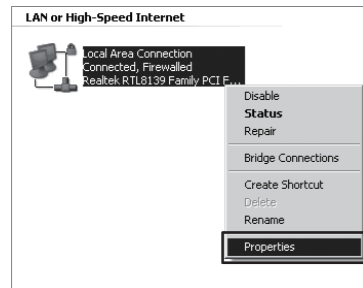 LAN or High-Speed Internet
Local Area Connection
Connected, Firewalled
Realtek RTL8139 Family PCI F...
Disable
Status
Repair
Bridge Connections
Create Shortcut
Delete
Rename
Properties